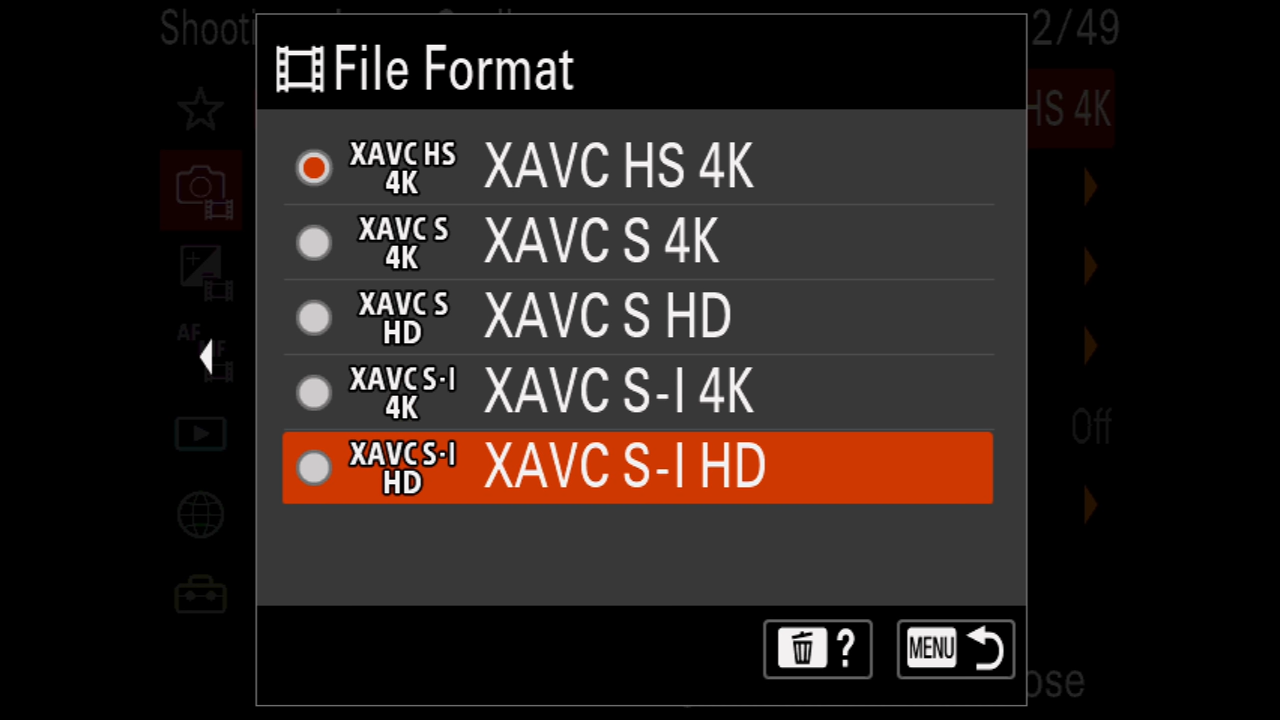 2/49
File Format
HS 4K
XAVC HS
4K
XAVC HS 4K
XAVC S
4K
XAVC S 4K
XAVC S
HD
XAVC S HD
XAVC S-I
4K
XAVC S-I 4K
Off
XAVC S-I
HD
XAVC S-I HD
?
MENU